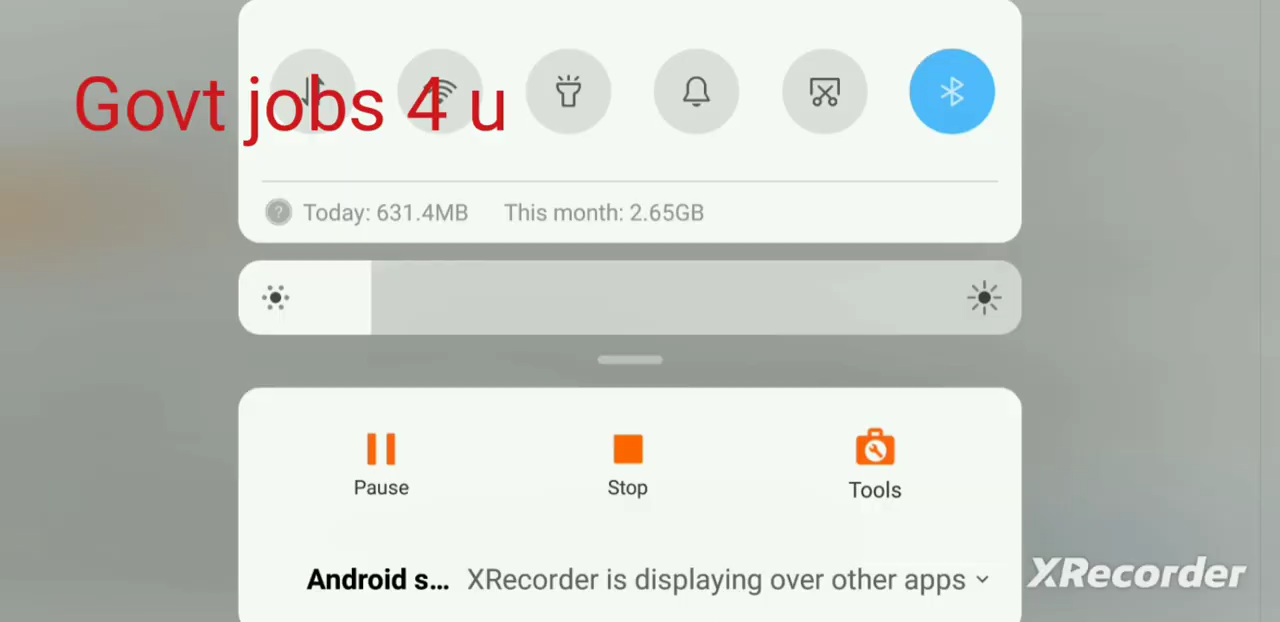 Govt jobs 4 u
Today: 631.4MB This month: 2.65GB
Pause Stop Tools
Android s... XRecorder is displaying over other apps
XRecorder